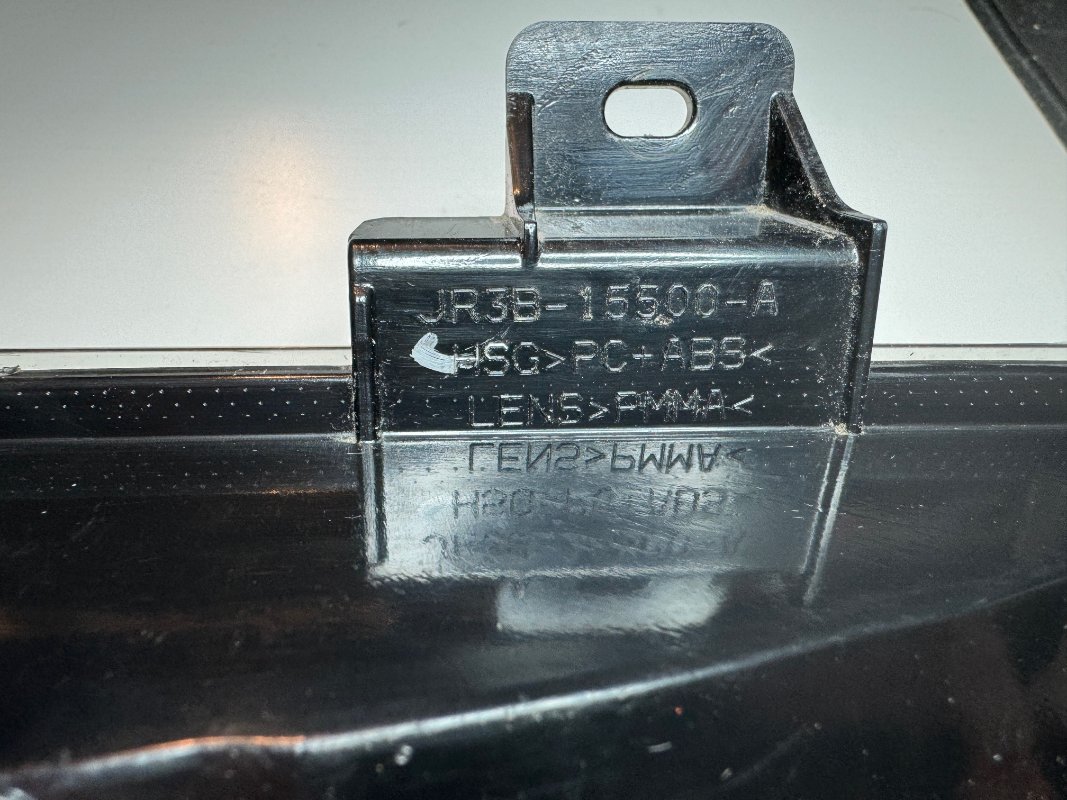 JR3B-15500-A
HSG>PC+ABS<
LENS>PMMA<